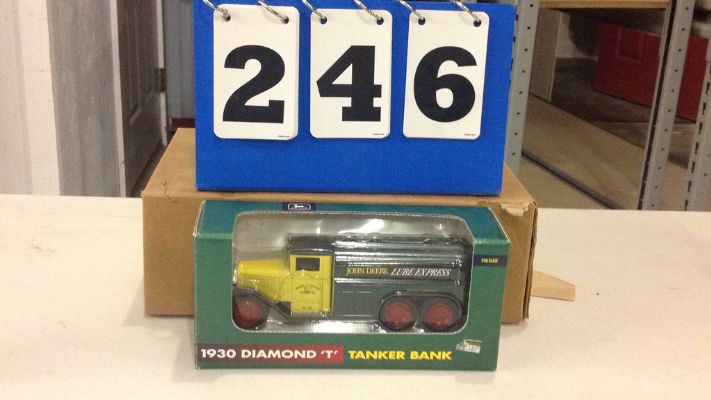 246
JOHN DEERE LUBE EXPRESS
1930 DIAMOND 'T' TANKER BANK